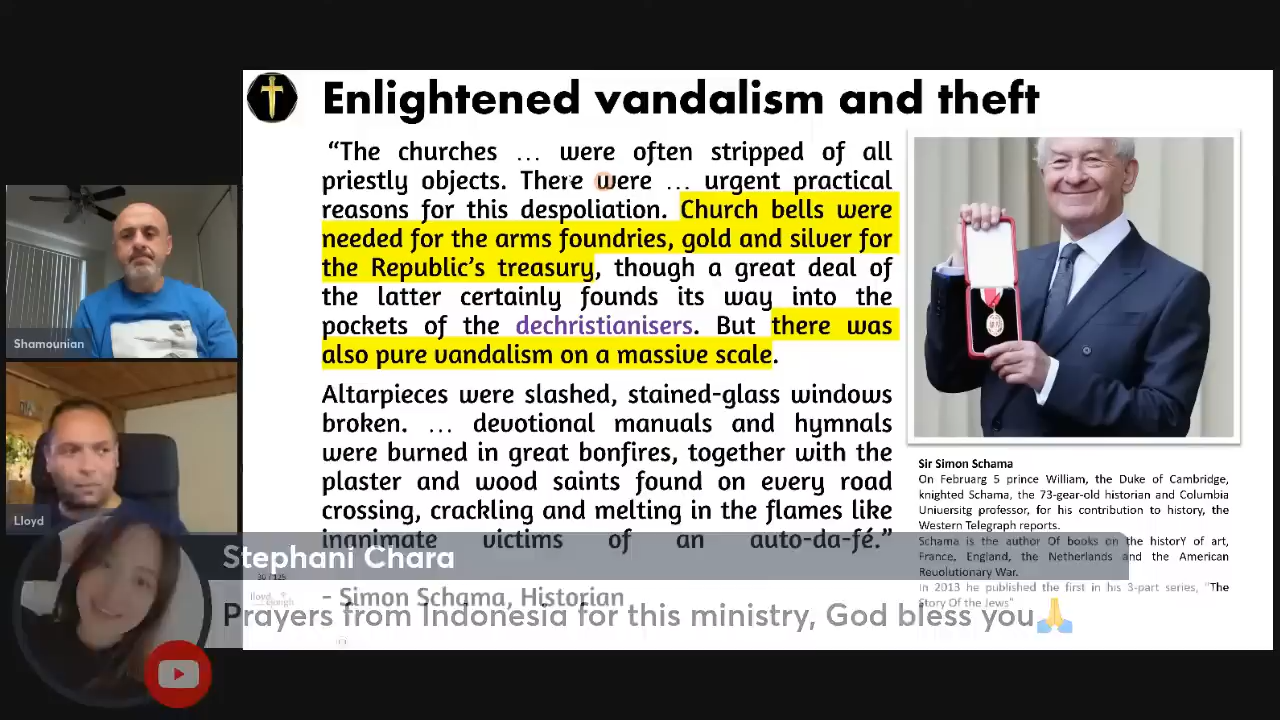 Enlightened vandalism and theft
“The churches … were often stripped of all
priestly objects. There were … urgent practical
reasons for this despoliation. Church bells were
needed for the arms foundries, gold and silver for
the Republic’s treasury, though a great deal of
the latter certainly founds its way into the
pockets of the dechristianisers. But there was
also pure vandalism on a massive scale.
Altarpieces were slashed, stained-glass windows
broken. … devotional manuals and hymnals
were burned in great bonfires, together with the
plaster and wood saints found on every road
crossing, crackling and melting in the flames like
inanimate victims of an auto-da-fé.”
- Simon Schama, Historian
Sir Simon Schama
On Februarg 5 prince William, the Duke of Cambridge,
knighted Schama, the 73-gear-old historian and Columbia
Uniuersitg professor, for his contribution to history, the
Western Telegraph reports.
Schama is the author Of books on the historY of art,
France, England, the Netherlands and the American
Reuolutionary War.
In 2013 he published the first in his 3-part series, "The
Story Of the Jews"
Shamounian
Lloyd
Stephani Chara
Prayers from Indonesia for this ministry, God bless you🙏